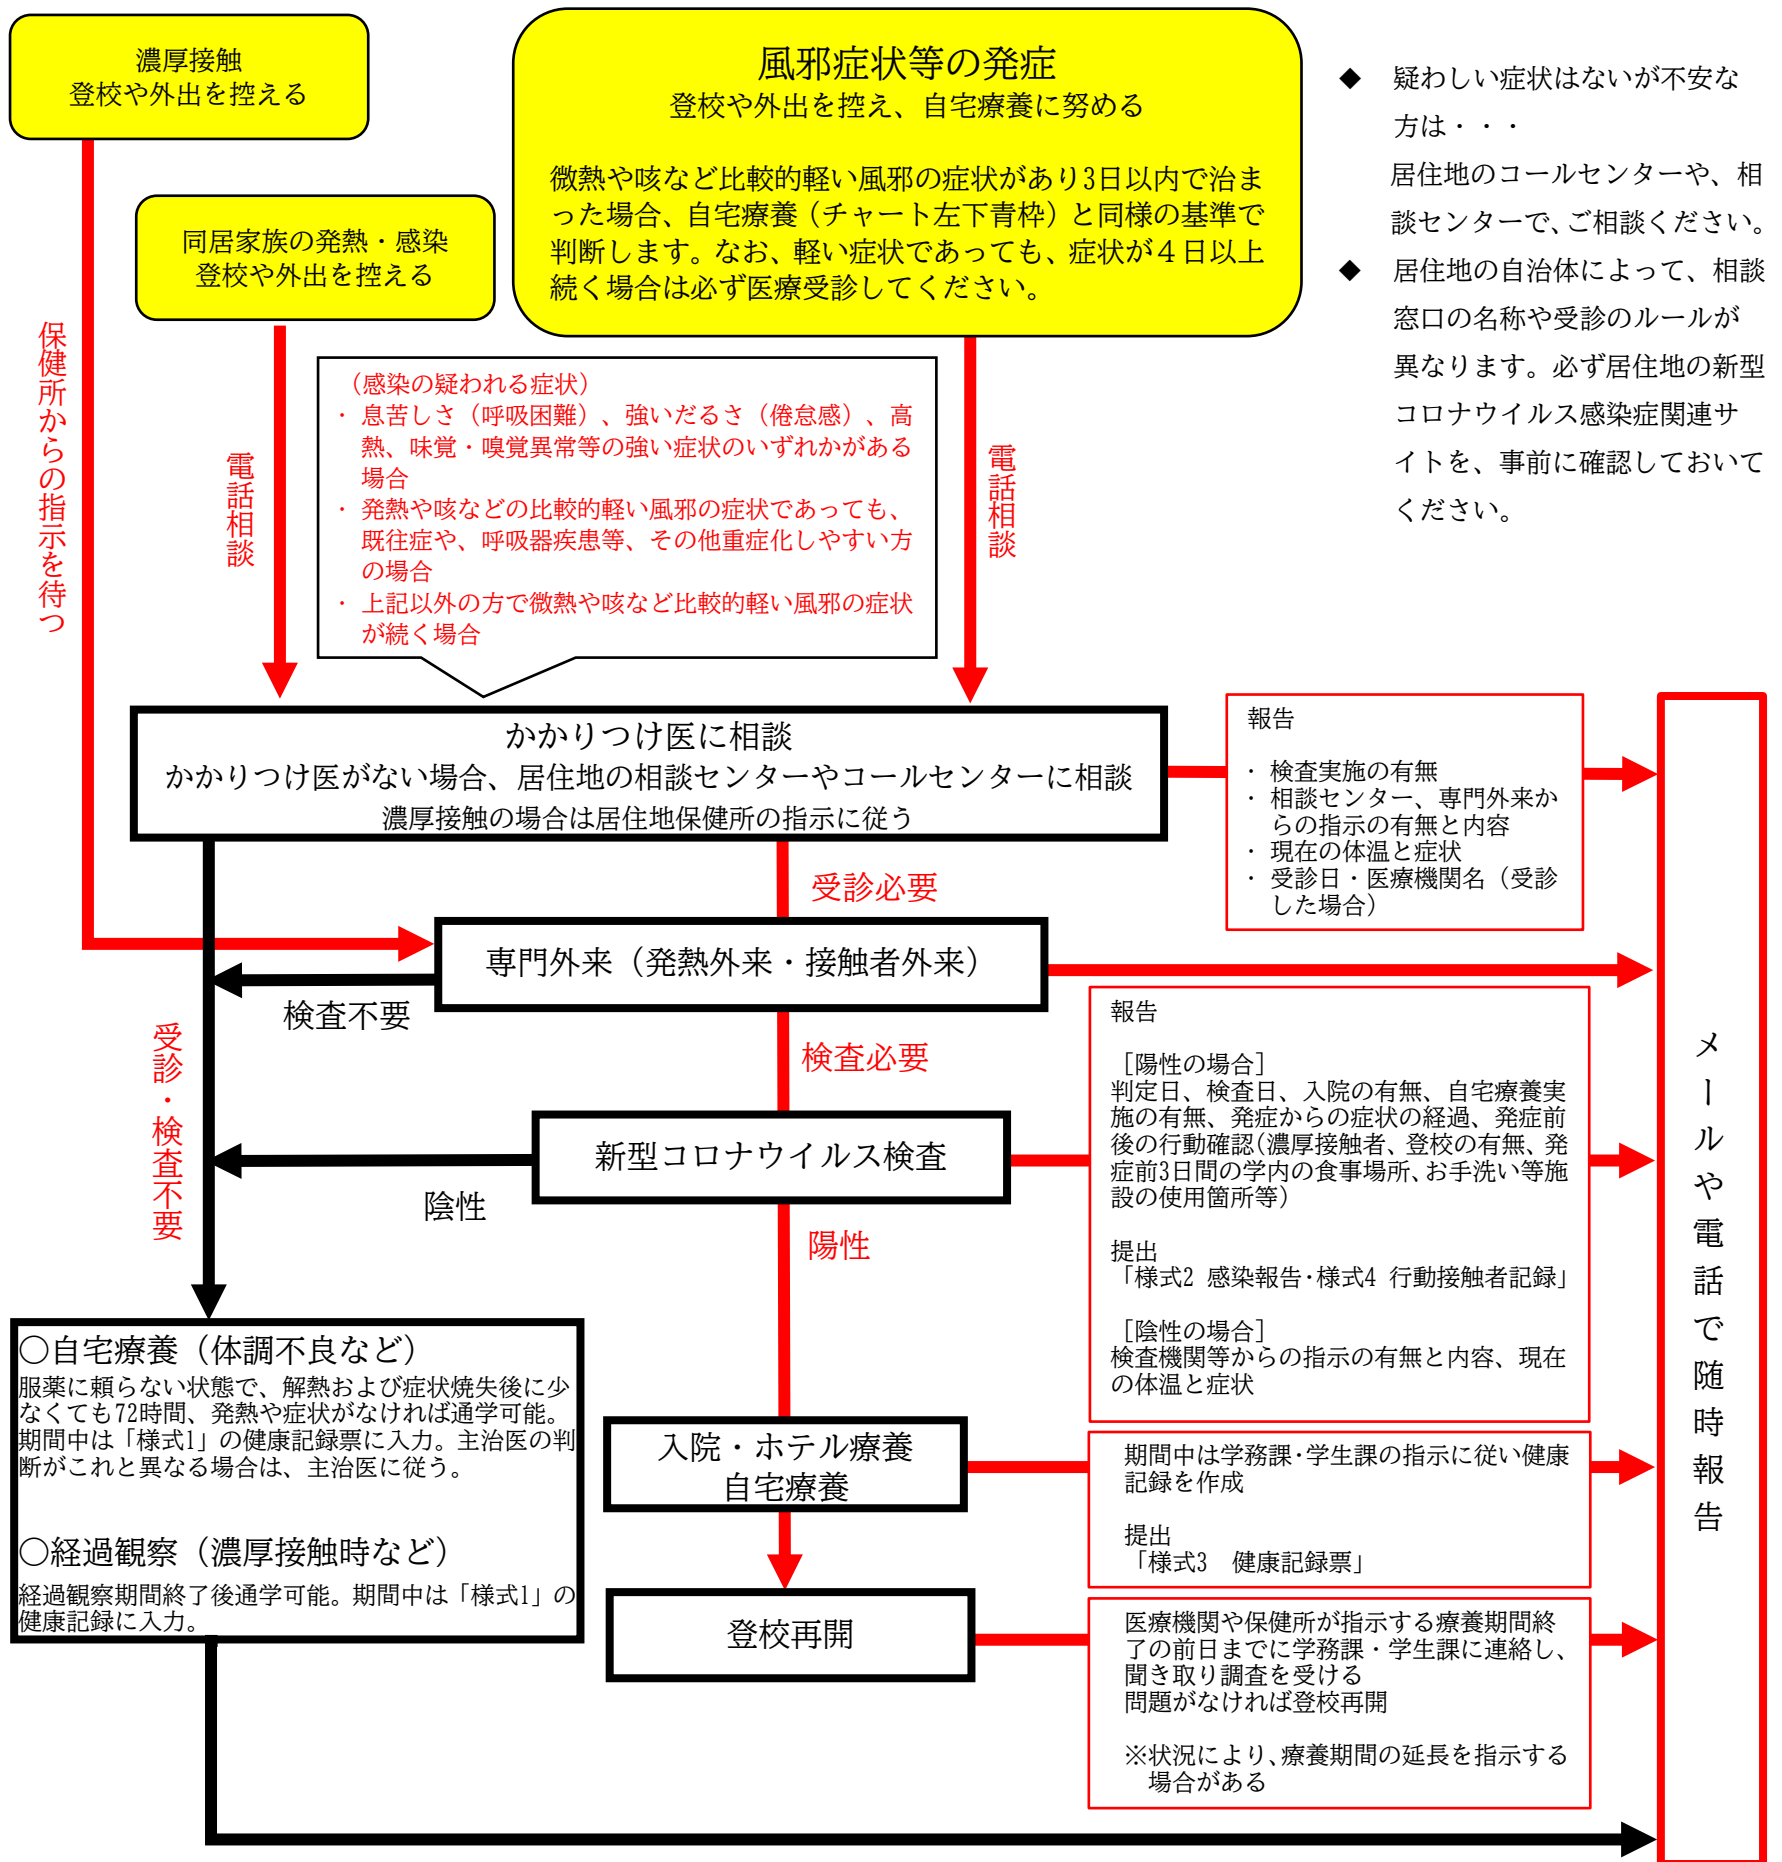 濃厚接触
登校や外出を控える
風邪症状等の発症
登校や外出を控え、自宅療養に努める
微熱や咳など比較的軽い風邪の症状があり3日以内で治ま
った場合、自宅療養（チャート左下青枠）と同様の基準で
判断します。なお、軽い症状であっても、症状が４日以上
続く場合は必ず医療受診してください。
◆ 疑わしい症状はないが不安な
方は・・・
居住地のコールセンターや、相
談センターで、ご相談ください。
◆ 居住地の自治体によって、相談
窓口の名称や受診のルールが
異なります。必ず居住地の新型
コロナウイルス感染症関連サ
イトを、事前に確認しておいて
ください。
同居家族の発熱・感染
登校や外出を控える
保健所からの指示を待つ
電話相談
（感染の疑われる症状）
・ 息苦しさ（呼吸困難）、強いだるさ（倦怠感）、高
熱、味覚・嗅覚異常等の強い症状のいずれかがある
場合
・ 発熱や咳などの比較的軽い風邪の症状であっても、
既往症や、呼吸器疾患等、その他重症化しやすい方
の場合
・ 上記以外の方で微熱や咳など比較的軽い風邪の症状
が続く場合
電話相談
かかりつけ医に相談
かかりつけ医がない場合、居住地の相談センターやコールセンターに相談
濃厚接触の場合は居住地保健所の指示に従う
報告
・ 検査実施の有無
・ 相談センター、専門外来か
らの指示の有無と内容
・ 現在の体温と症状
・ 受診日・医療機関名（受診
した場合）
受診必要
専門外来（発熱外来・接触者外来）
検査不要
検査必要
受診・検査不要
新型コロナウイルス検査
陰性
陽性
報告
［陽性の場合］
判定日、検査日、入院の有無、自宅療養実
施の有無、発症からの症状の経過、発症前
後の行動確認（濃厚接触者、登校の有無、発
症前3日間の学内の食事場所、お手洗い等施
設の使用箇所等）
提出
「様式2 感染報告・様式4 行動接触者記録」
［陰性の場合］
検査機関等からの指示の有無と内容、現在
の体温と症状
メールや電話で随時報告
〇自宅療養（体調不良など）
服薬に頼らない状態で、解熱および症状焼失後に少
なくても72時間、発熱や症状がなければ通学可能。
期間中は「様式1」の健康記録票に入力。主治医の判
断がこれと異なる場合は、主治医に従う。
〇経過観察（濃厚接触時など）
経過観察期間終了後通学可能。期間中は「様式1」の
健康記録に入力。
入院・ホテル療養
自宅療養
期間中は学務課・学生課の指示に従い健康
記録を作成
提出
「様式3　健康記録票」
登校再開
医療機関や保健所が指示する療養期間終
了の前日までに学務課・学生課に連絡し、
聞き取り調査を受ける
問題がなければ登校再開
※状況により、療養期間の延長を指示する
場合がある